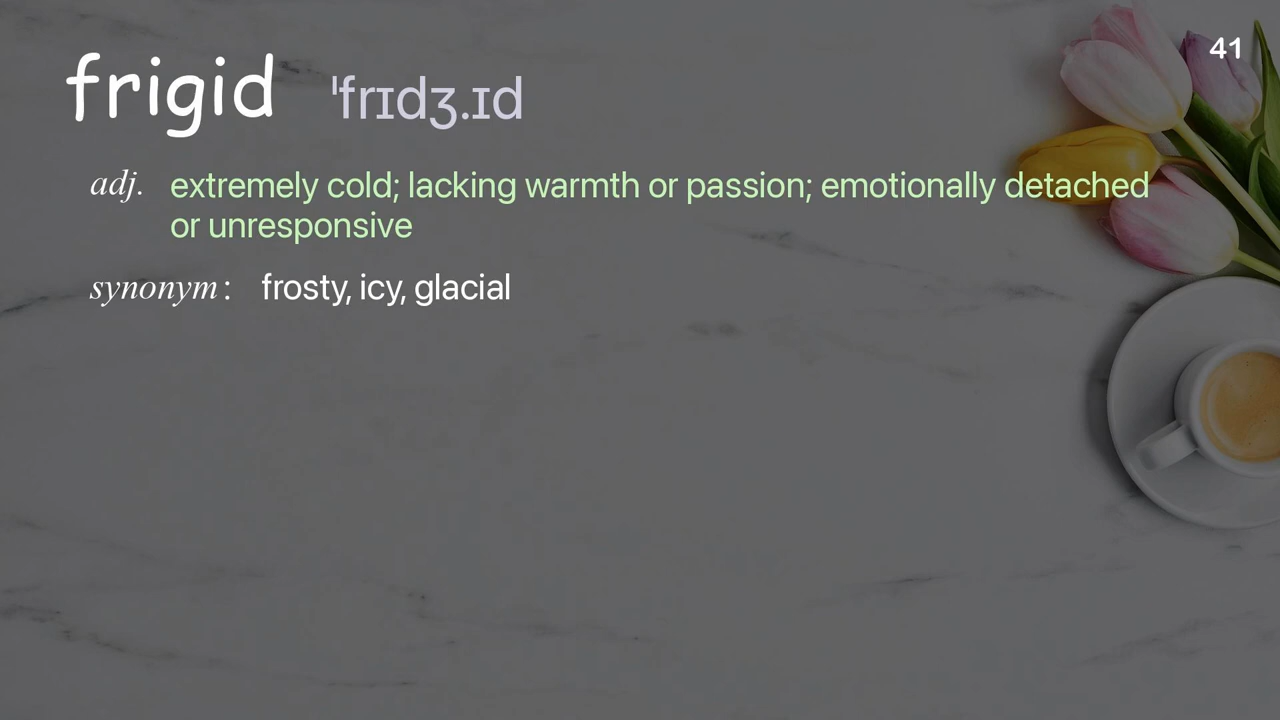 41
frigid ˈfrɪdʒ.ɪd
adj. extremely cold; lacking warmth or passion; emotionally detached
or unresponsive
synonym: frosty, icy, glacial